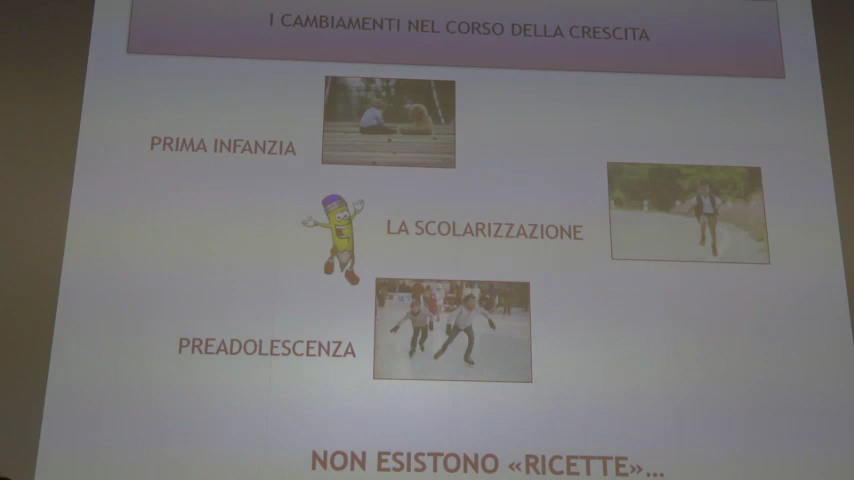 I CAMBIAMENTI NEL CORSO DELLA CRESCITA
PRIMA INFANZIA
LA SCOLARIZZAZIONE
PREADOLESCENZA
NON ESISTONO «RICETTE»...